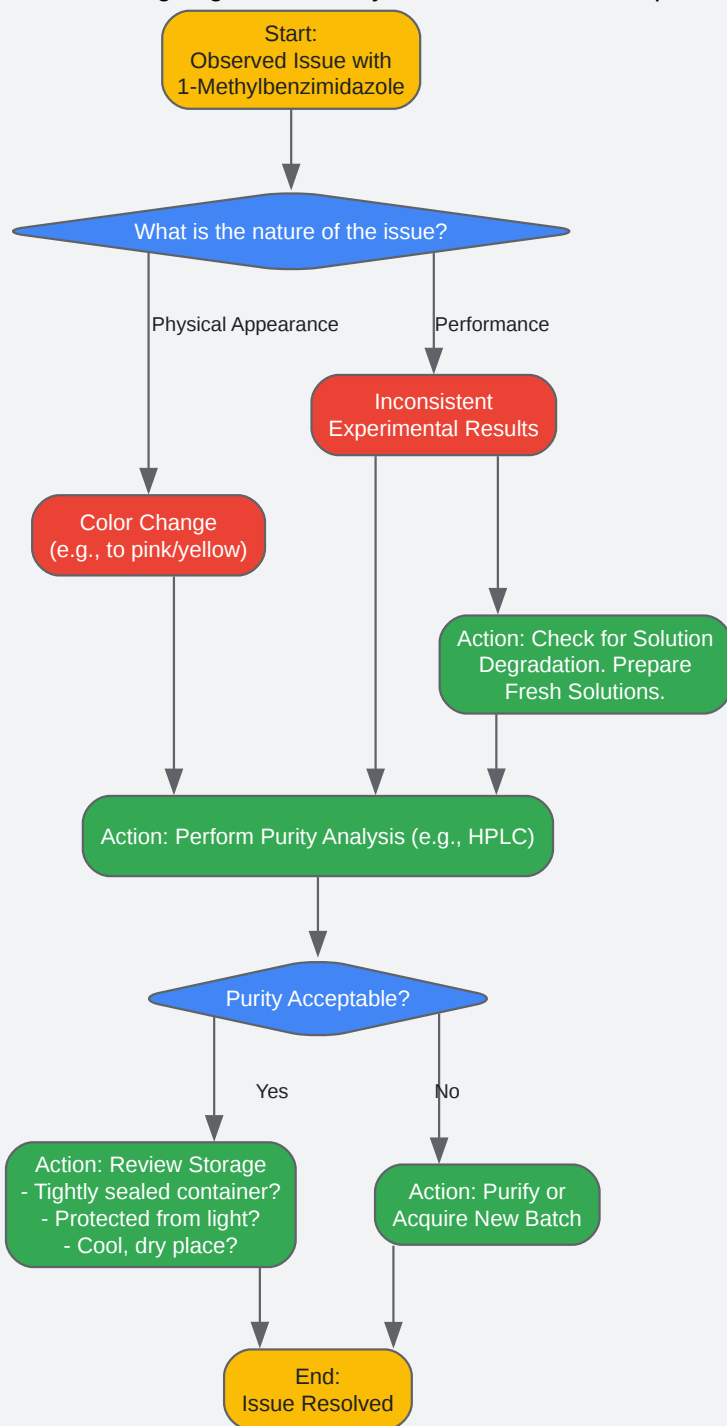 Start:
Observed Issue with
1-Methylbenzimidazole
What is the nature of the issue?
Physical Appearance
Performance
Inconsistent
Experimental Results
Color Change
(e.g., to pink/yellow)
Action: Check for Solution
Degradation. Prepare
Fresh Solutions.
Action: Perform Purity Analysis (e.g., HPLC)
Purity Acceptable?
Yes
No
Action: Review Storage
- Tightly sealed container?
- Protected from light?
- Cool, dry place?
Action: Purify or
Acquire New Batch
End:
Issue Resolved